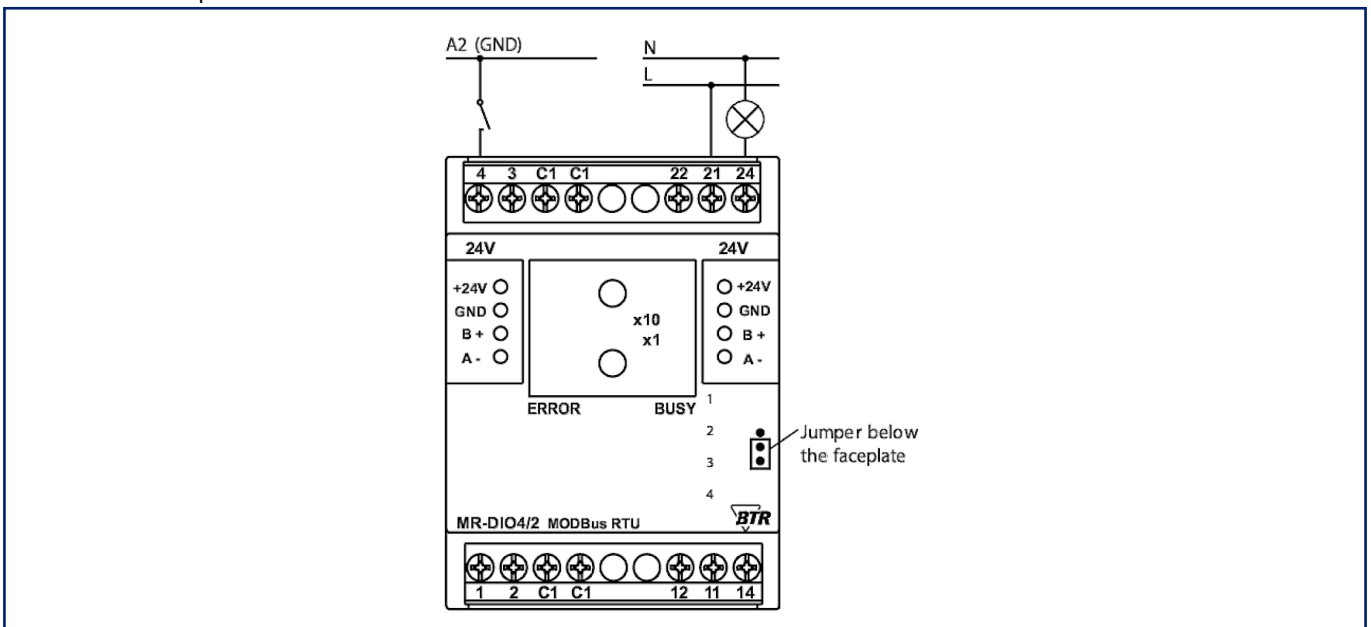 A2 (GND)
N
L
4 3 C1 C1 22 21 24
24V 24V
+24V +24V
GND GND
B + B +
A - A -
x10
x1
ERROR BUSY
1
2
3
4
Jumper below
the faceplate
MR-DIO4/2 MODBus RTU
BTR
1 2 C1 C1 12 11 14